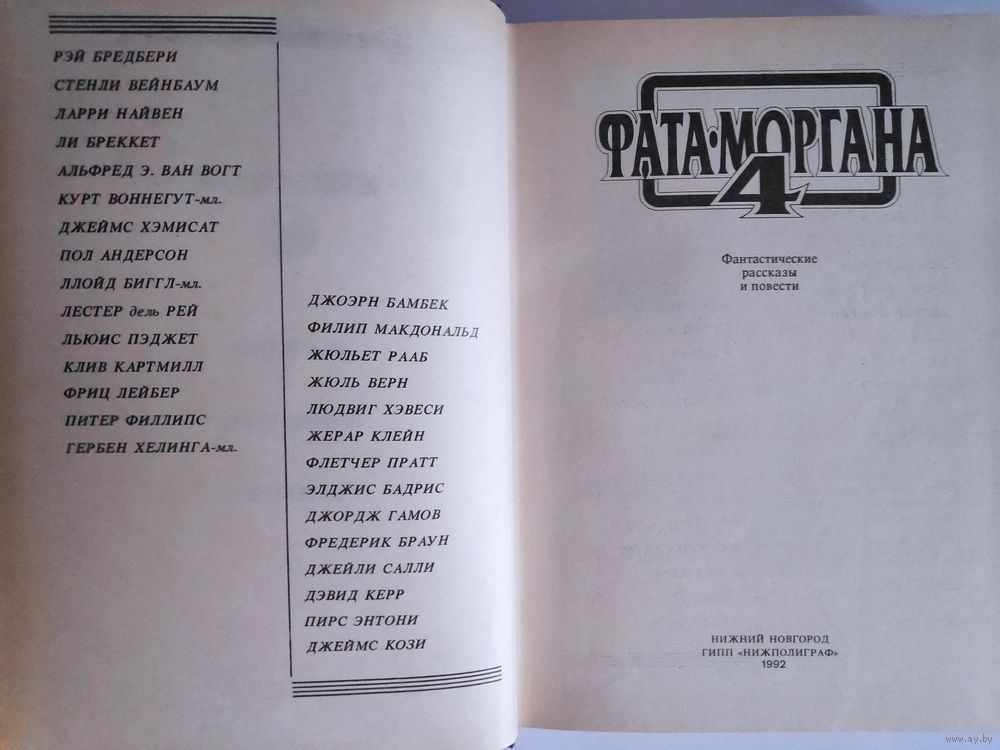 РЭЙ БРЕДБЕРИ
СТЕНЛИ ВЕЙНБАУМ
ЛАРРИ НАЙВЕН
ЛИ БРЕККЕТ
АЛЬФРЕД Э. ВАН ВОГТ
КУРТ ВОННЕГУТ-мл.
ДЖЕЙМС ХЭМИСАТ
ПОЛ АНДЕРСОН
ЛЛОЙД БИГГЛ-мл.
ЛЕСТЕР дель РЕЙ
ЛЬЮИС ПЭДЖЕТ
КЛИВ КАРТМИЛЛ
ФРИЦ ЛЕЙБЕР
ПИТЕР ФИЛЛИПС
ГЕРБЕН ХЕЛИНГА-мл.
ДЖОЭРН БАМБЕК
ФИЛИП МАКДОНАЛЬД
ЖЮЛЬЕТ РААБ
ЖЮЛЬ ВЕРН
ЛЮДВИГ ХЭВЕСИ
ЖЕРАР КЛЕЙН
ФЛЕТЧЕР ПРАТТ
ЭЛДЖИС БАДРИС
ДЖОРДЖ ГАМОВ
ФРЕДЕРИК БРАУН
ДЖЕЙЛИ САЛЛИ
ДЭВИД КЕРР
ПИРС ЭНТОНИ
ДЖЕЙМС КОЗИ
ФАТА•МОРГАНА
4
Фантастические
рассказы
и повести
НИЖНИЙ НОВГОРОД
ГИПП «НИЖПОЛИГРАФ»
1992
www.ay.by